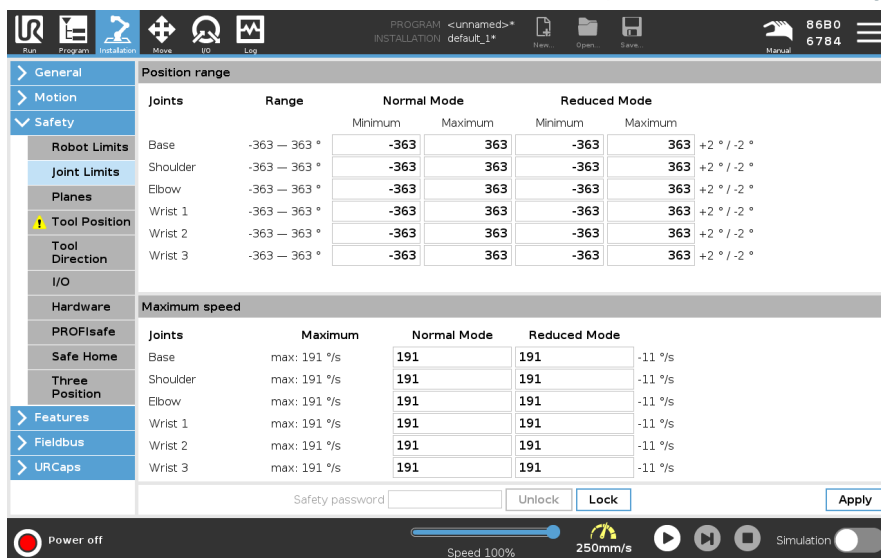 PROGRAM <unnamed>*
INSTALLATION default_1*
UR
Run Program Installation Move I/O Log New... Open... Save... Manual
86B0
6784
General
Motion
Safety
Robot Limits
Joint Limits
Planes
Tool Position
Tool
Direction
I/O
Hardware
PROFIsafe
Safe Home
Three
Position
Features
Fieldbus
URCaps
Position range
Joints Range Normal Mode Reduced Mode
Minimum Maximum Minimum Maximum
Base -363 — 363 ° -363 363 -363 363 +2 ° / -2 °
Shoulder -363 — 363 ° -363 363 -363 363 +2 ° / -2 °
Elbow -363 — 363 ° -363 363 -363 363 +2 ° / -2 °
Wrist 1 -363 — 363 ° -363 363 -363 363 +2 ° / -2 °
Wrist 2 -363 — 363 ° -363 363 -363 363 +2 ° / -2 °
Wrist 3 -363 — 363 ° -363 363 -363 363 +2 ° / -2 °
Maximum speed
Joints Maximum Normal Mode Reduced Mode
Base max: 191 °/s 191 191 -11 °/s
Shoulder max: 191 °/s 191 191 -11 °/s
Elbow max: 191 °/s 191 191 -11 °/s
Wrist 1 max: 191 °/s 191 191 -11 °/s
Wrist 2 max: 191 °/s 191 191 -11 °/s
Wrist 3 max: 191 °/s 191 191 -11 °/s
Safety password Unlock Lock Apply
Power off Speed 100% 250mm/s Simulation